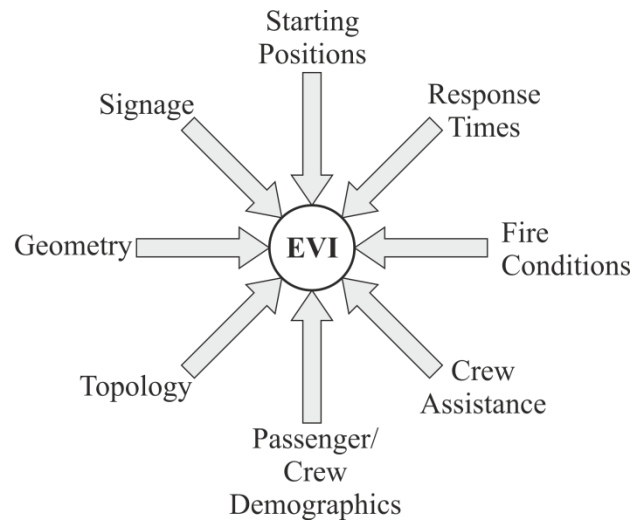 Starting
Positions
Signage
Response
Times
Geometry
EVI
Fire
Conditions
Topology
Crew
Assistance
Passenger/
Crew
Demographics